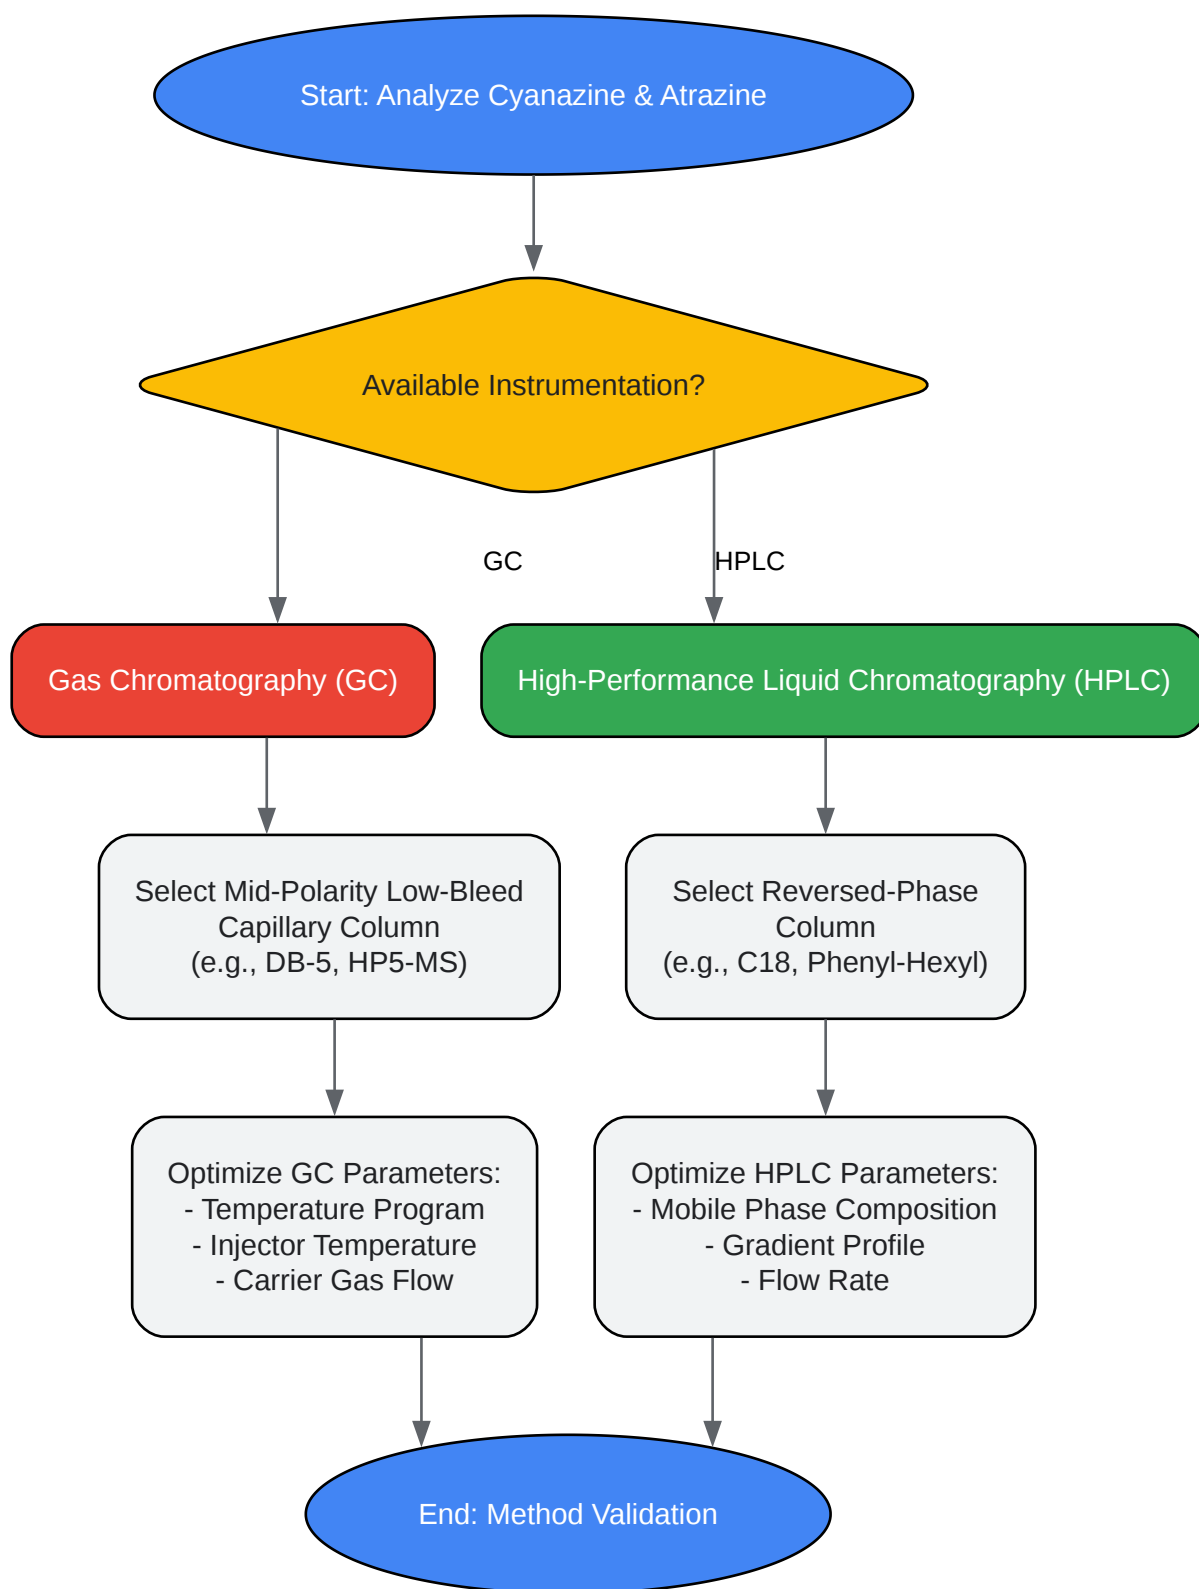 Start: Analyze Cyanazine & Atrazine
Available Instrumentation?
GC
HPLC
Gas Chromatography (GC)
High-Performance Liquid Chromatography (HPLC)
Select Mid-Polarity Low-Bleed
Capillary Column
(e.g., DB-5, HP5-MS)
Select Reversed-Phase
Column
(e.g., C18, Phenyl-Hexyl)
Optimize GC Parameters:
- Temperature Program
- Injector Temperature
- Carrier Gas Flow
Optimize HPLC Parameters:
- Mobile Phase Composition
- Gradient Profile
- Flow Rate
End: Method Validation